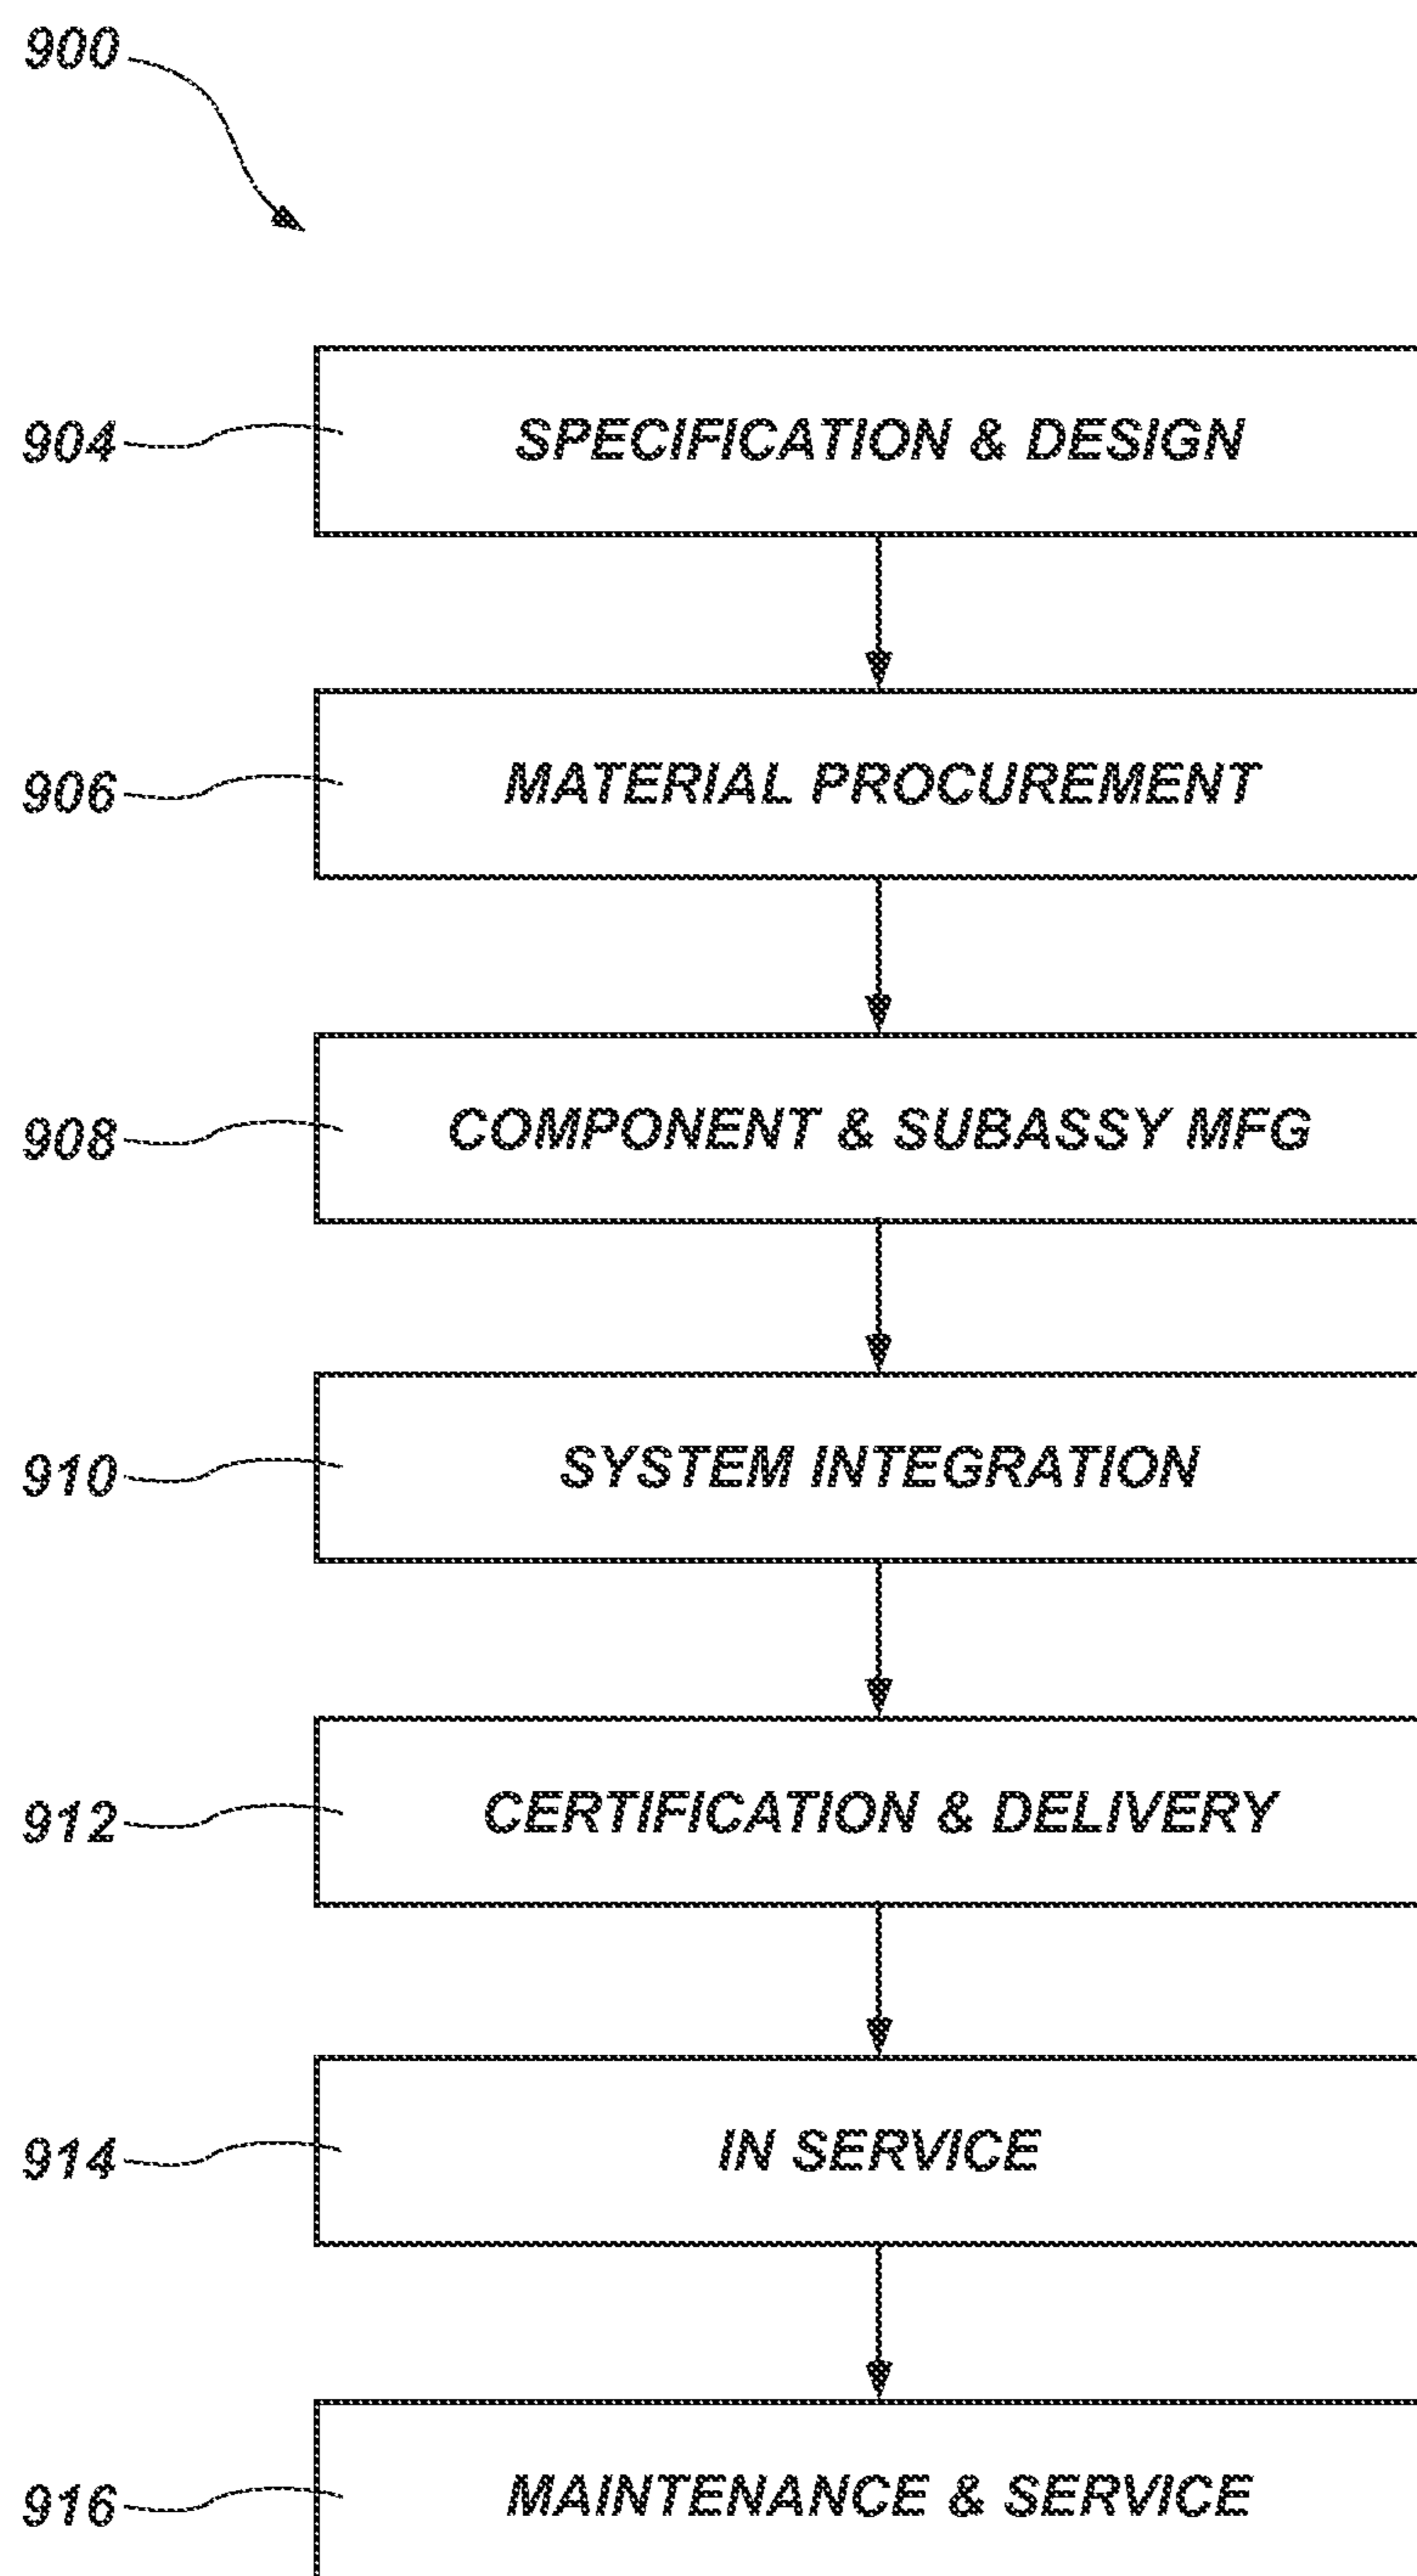 900
904 SPECIFICATION & DESIGN
906 MATERIAL PROCUREMENT
908 COMPONENT & SUBASSY MFG
910 SYSTEM INTEGRATION
912 CERTIFICATION & DELIVERY
914 IN SERVICE
916 MAINTENANCE & SERVICE